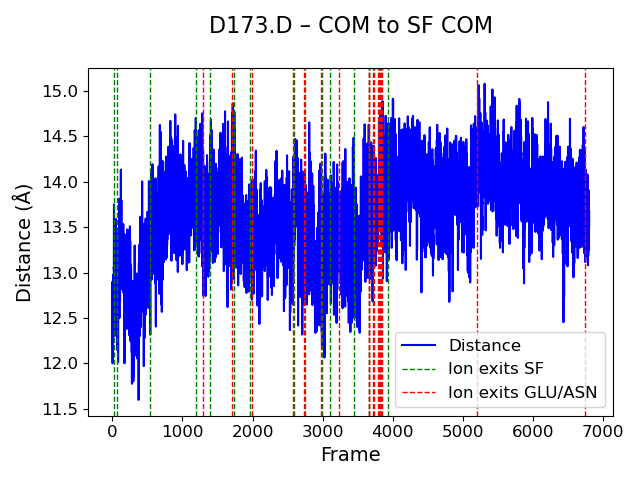 D173.D – COM to SF COM
Distance (Å)
15.0
14.5
14.0
13.5
13.0
12.5
12.0
11.5
Distance
Ion exits SF
Ion exits GLU/ASN
0
1000
2000
3000
4000
5000
6000
7000
Frame